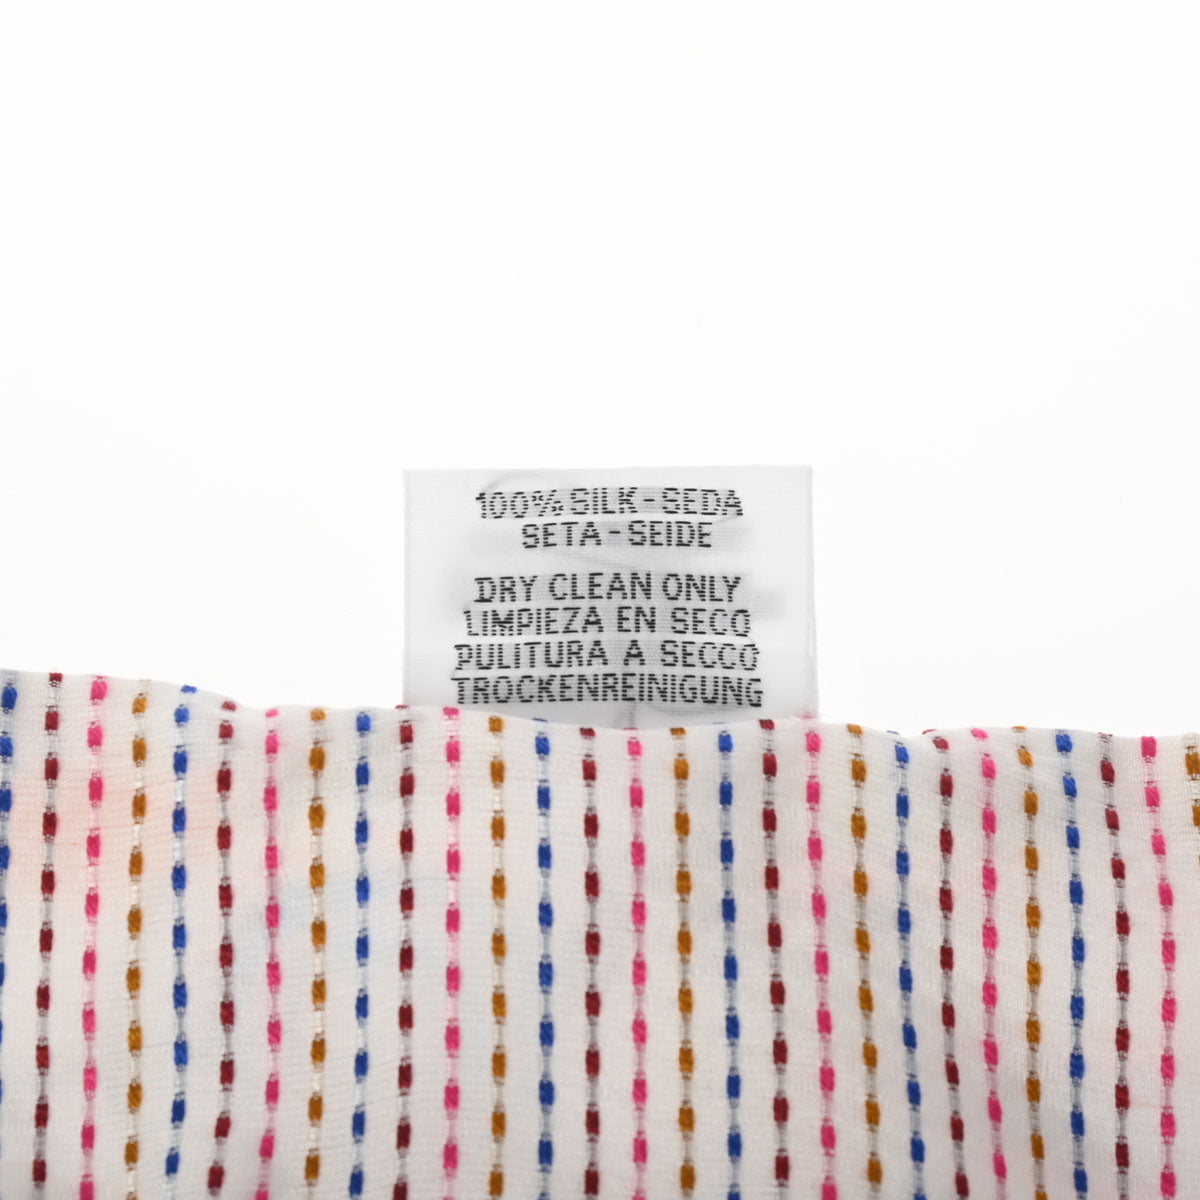 100% SILK - SEDA
SETA - SEIDE
DRY CLEAN ONLY
LIMPIEZA EN SECO
PULITURA A SECCO
TROCKENREINIGUNG